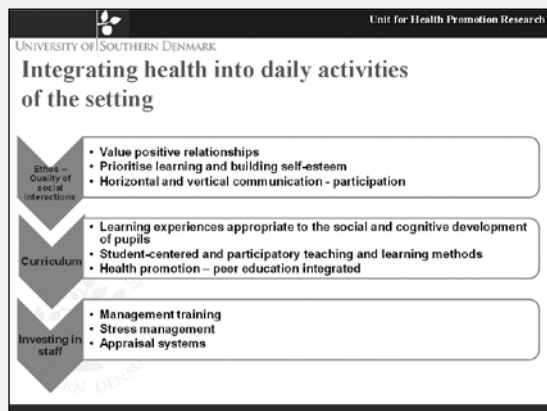 Unit for Health Promotion Research
UNIVERSITY OF SOUTHERN DENMARK
Integrating health into daily activities
of the setting
Ethos –
Quality of
social
interactions
• Value positive relationships
• Prioritise learning and building self-esteem
• Horizontal and vertical communication - participation
Curriculum
• Learning experiences appropriate to the social and cognitive development
of pupils
• Student-centered and participatory teaching and learning methods
• Health promotion – peer education integrated
Investing in
staff
• Management training
• Stress management
• Appraisal systems
RN DENM